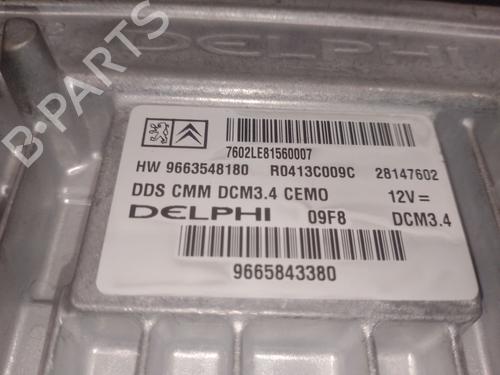 DELPHI
7602LE81560007
HW 9663548180 R0413C009C 28147602
DDS CMM DCM3.4 CEMO 12V =
DELPHI 09F8 DCM3.4
9665843380
B-PARTS